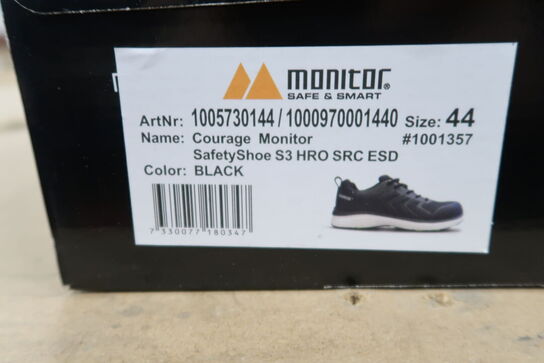 monitor®
SAFE & SMART
ArtNr: 1005730144 / 1000970001440 Size: 44
Name: Courage Monitor #1001357
SafetyShoe S3 HRO SRC ESD
Color: BLACK
7 330077 180347